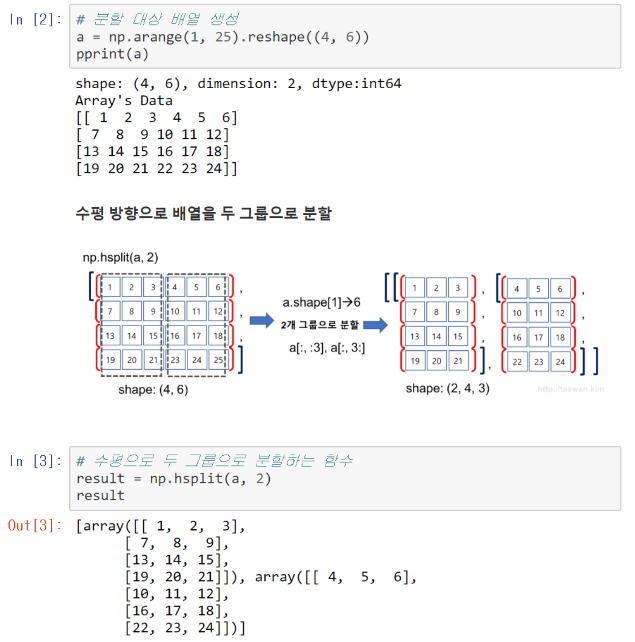 In [2]: # 분할 대상 배열 생성
a = np.arange(1, 25).reshape((4, 6))
pprint(a)
shape: (4, 6), dimension: 2, dtype:int64
Array's Data
[[ 1  2  3  4  5  6]
[ 7  8  9 10 11 12]
[13 14 15 16 17 18]
[19 20 21 22 23 24]]
수평 방향으로 배열을 두 그룹으로 분할
np.hsplit(a, 2)
[ [ 1 2 3 4 5 6 ] ,
[ 7 8 9 10 11 12 ] ,
[ 13 14 15 16 17 18 ] ,
[ 19 20 21 23 24 25 ] ]
shape: (4, 6)
a.shape[1]→6
2개 그룹으로 분할
a[:, :3], a[:, 3:]
[ [ [ 1 2 3 ] , [ [ 4 5 6 ] ,
[ 7 8 9 ] , [ 10 11 12 ] ,
[ 13 14 15 ] , [ 16 17 18 ] ,
[ 19 20 21 ] ] , [ 22 23 24 ] ] ]
shape: (2, 4, 3)
http://taewan.kim
In [3]: # 수평으로 두 그룹으로 분할하는 함수
result = np.hsplit(a, 2)
result
Out[3]: [array([[ 1,  2,  3],
[ 7,  8,  9],
[13, 14, 15],
[19, 20, 21]]), array([[ 4,  5,  6],
[10, 11, 12],
[16, 17, 18],
[22, 23, 24]])]